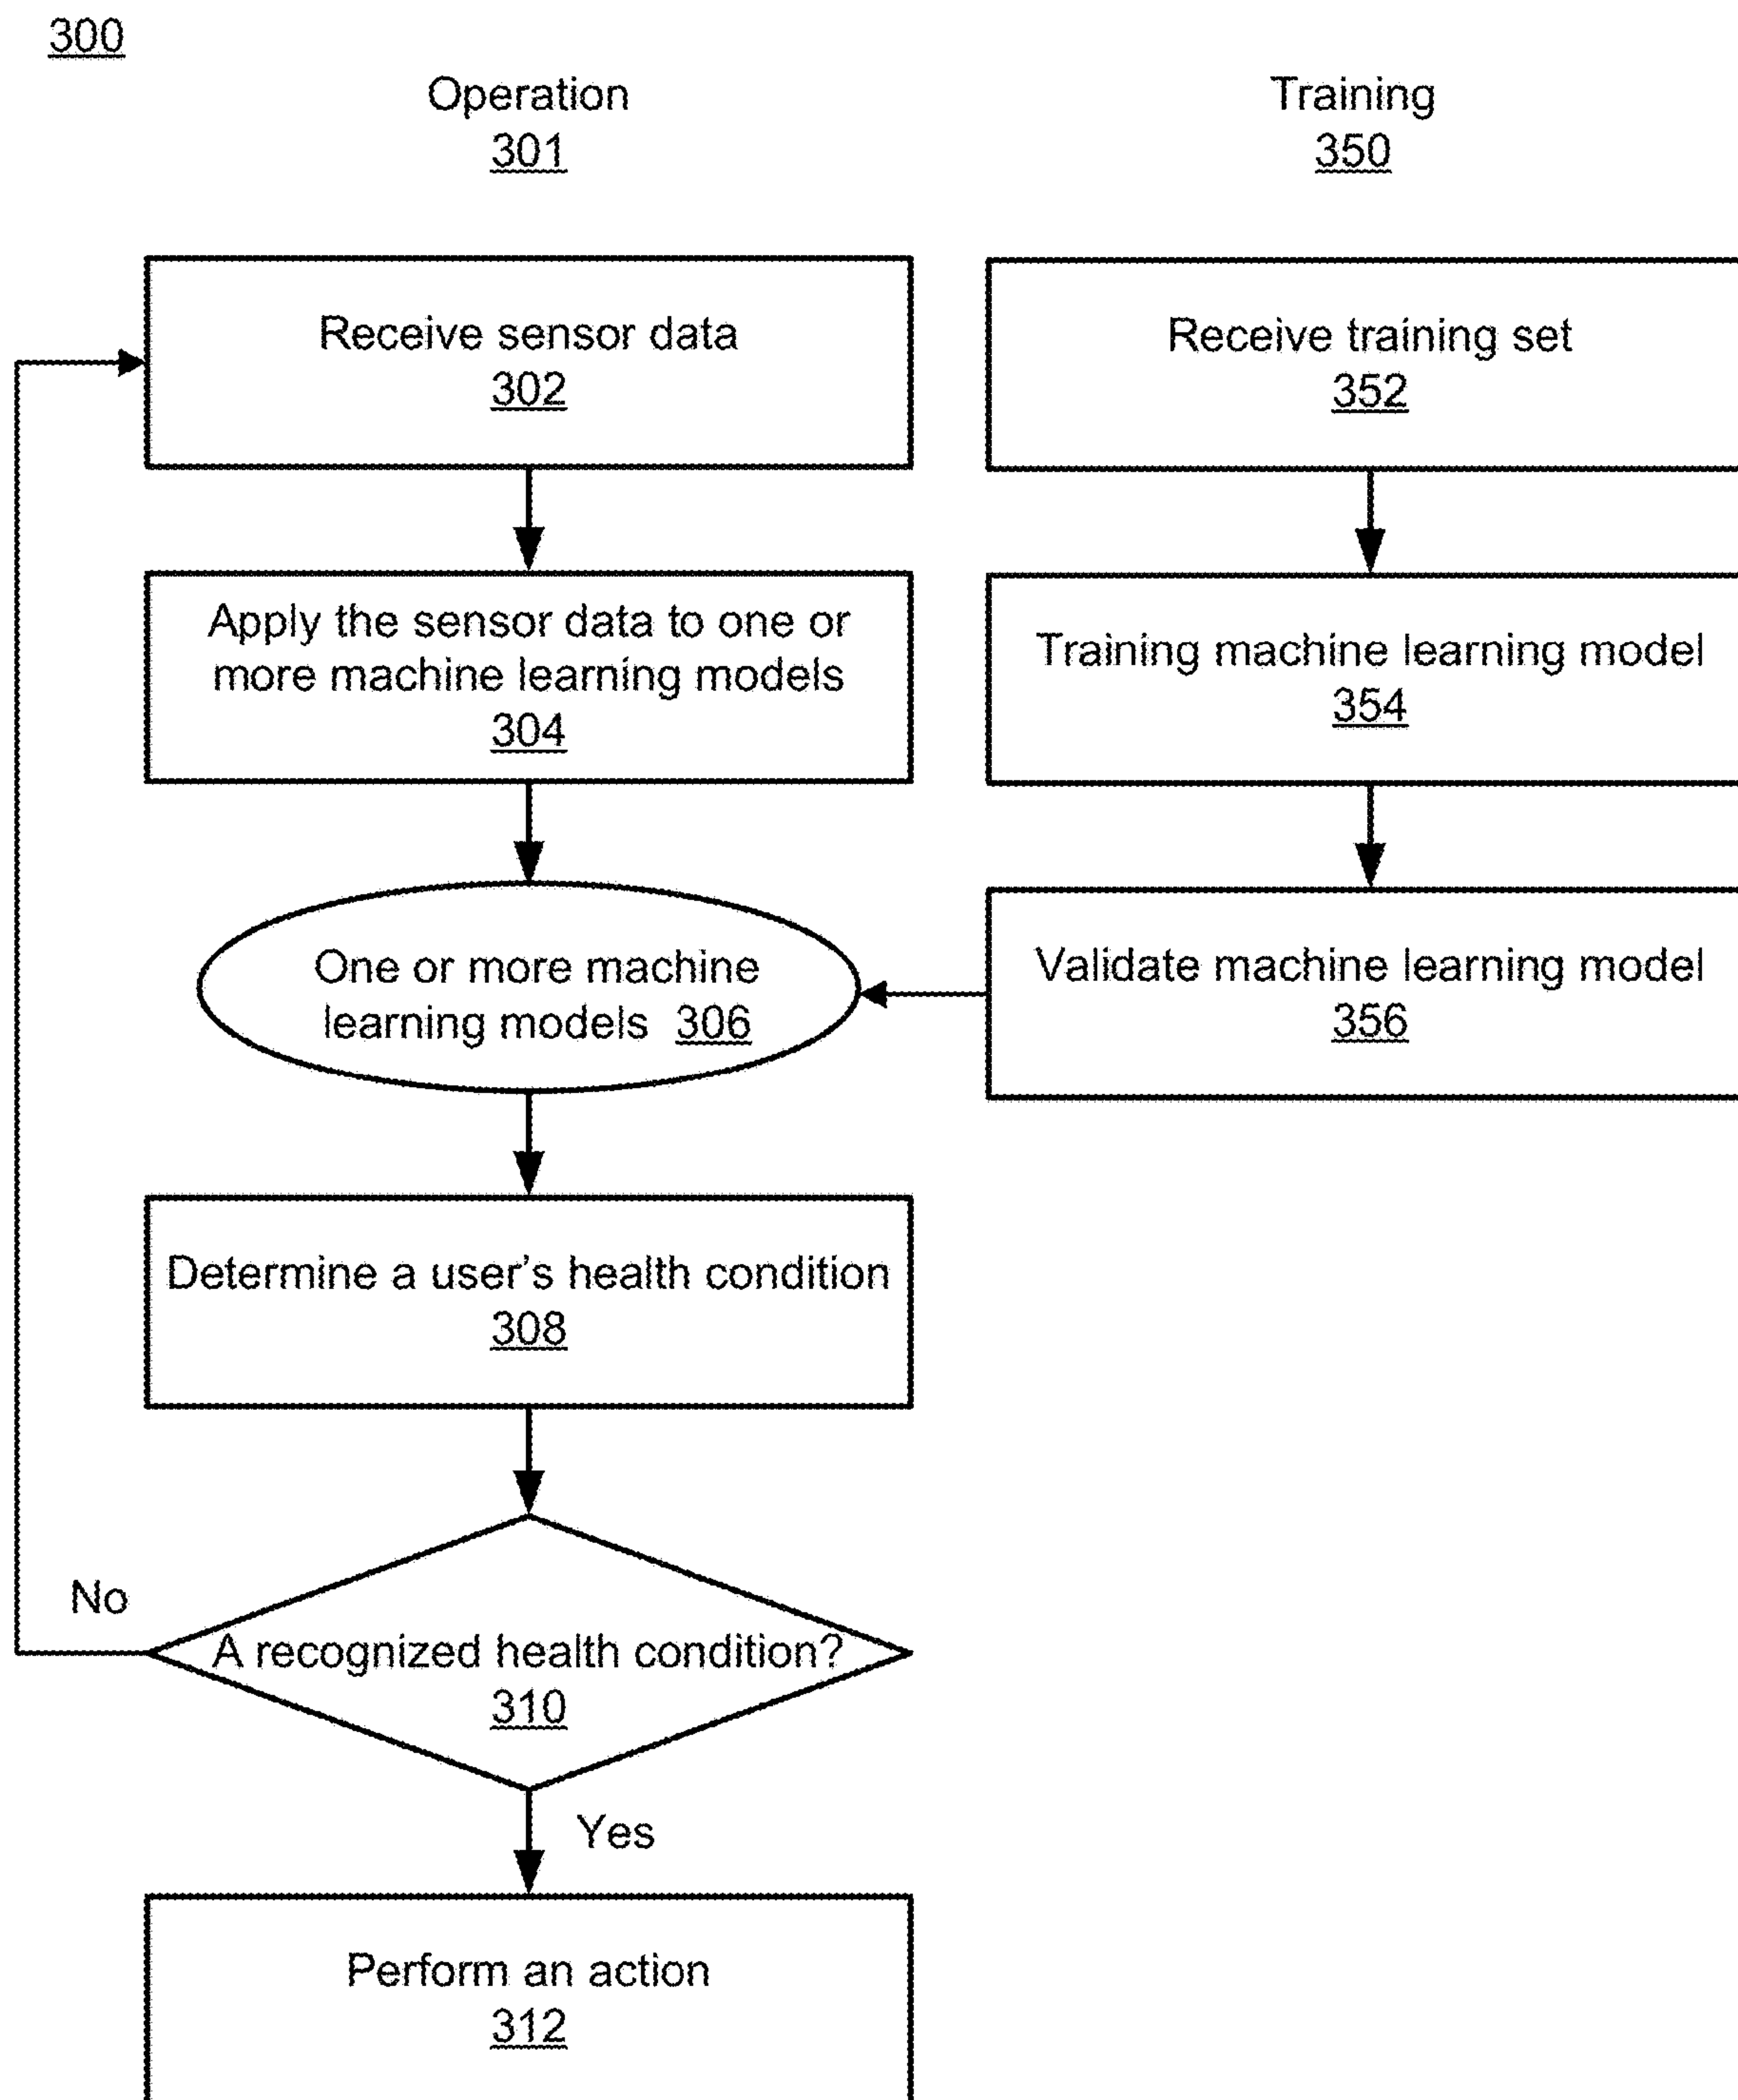 300
Operation
301
Receive sensor data
302
Apply the sensor data to one or
more machine learning models
304
One or more machine
learning models 306
Determine a user's health condition
308
No
A recognized health condition?
310
Yes
Perform an action
312
Training
350
Receive training set
352
Training machine learning model
354
Validate machine learning model
356